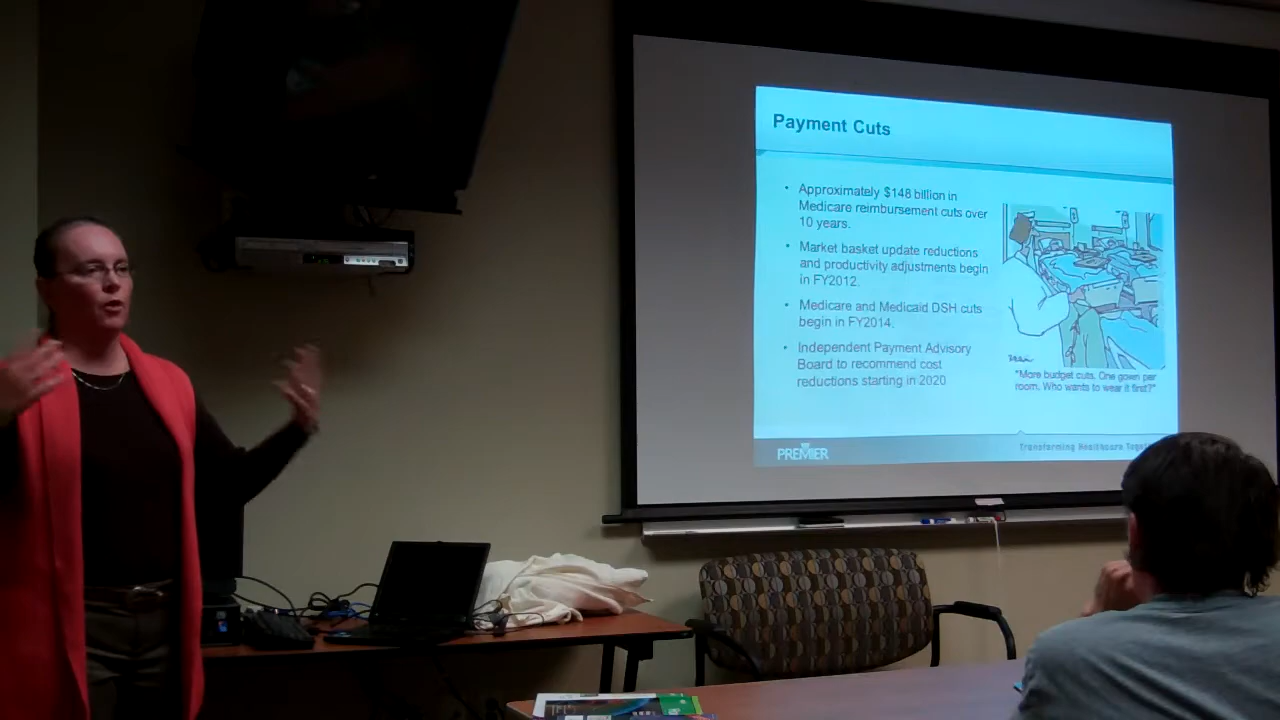 Payment Cuts
• Approximately $148 billion in
Medicare reimbursement cuts over
10 years.
• Market basket update reductions
and productivity adjustments begin
in FY2012.
• Medicare and Medicaid DSH cuts
begin in FY2014.
• Independent Payment Advisory
Board to recommend cost
reductions starting in 2020
"More budget cuts. One gown per
room. Who wants to wear it first?"
PREMIER
Transforming Healthcare